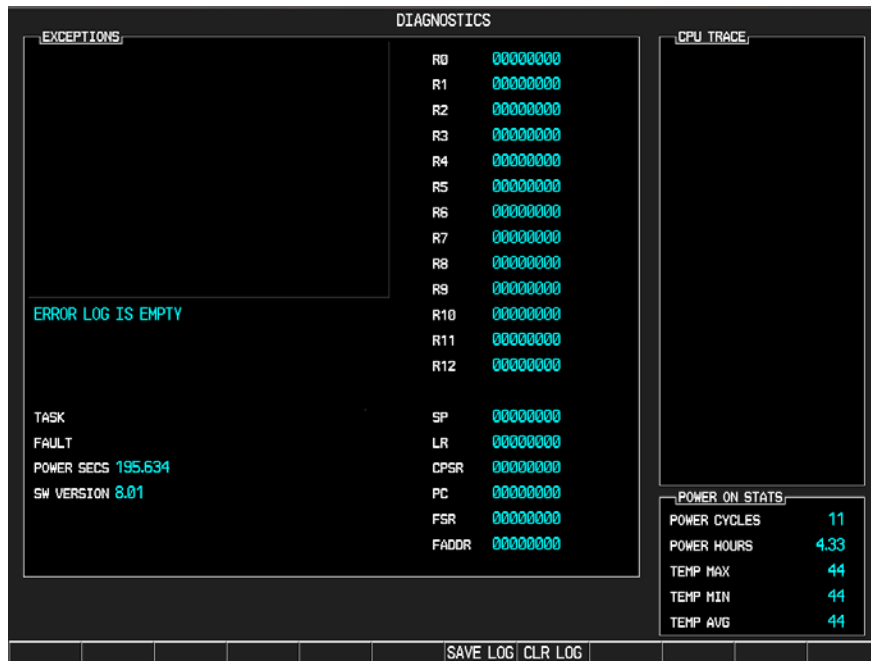 DIAGNOSTICS
EXCEPTIONS
ERROR LOG IS EMPTY
TASK
FAULT
POWER SECS 195.634
SW VERSION 8.01
R0 00000000
R1 00000000
R2 00000000
R3 00000000
R4 00000000
R5 00000000
R6 00000000
R7 00000000
R8 00000000
R9 00000000
R10 00000000
R11 00000000
R12 00000000
SP 00000000
LR 00000000
CPSR 00000000
PC 00000000
FSR 00000000
FADDR 00000000
CPU TRACE
POWER ON STATS
POWER CYCLES 11
POWER HOURS 4.33
TEMP MAX 44
TEMP MIN 44
TEMP AVG 44
SAVE LOG CLR LOG